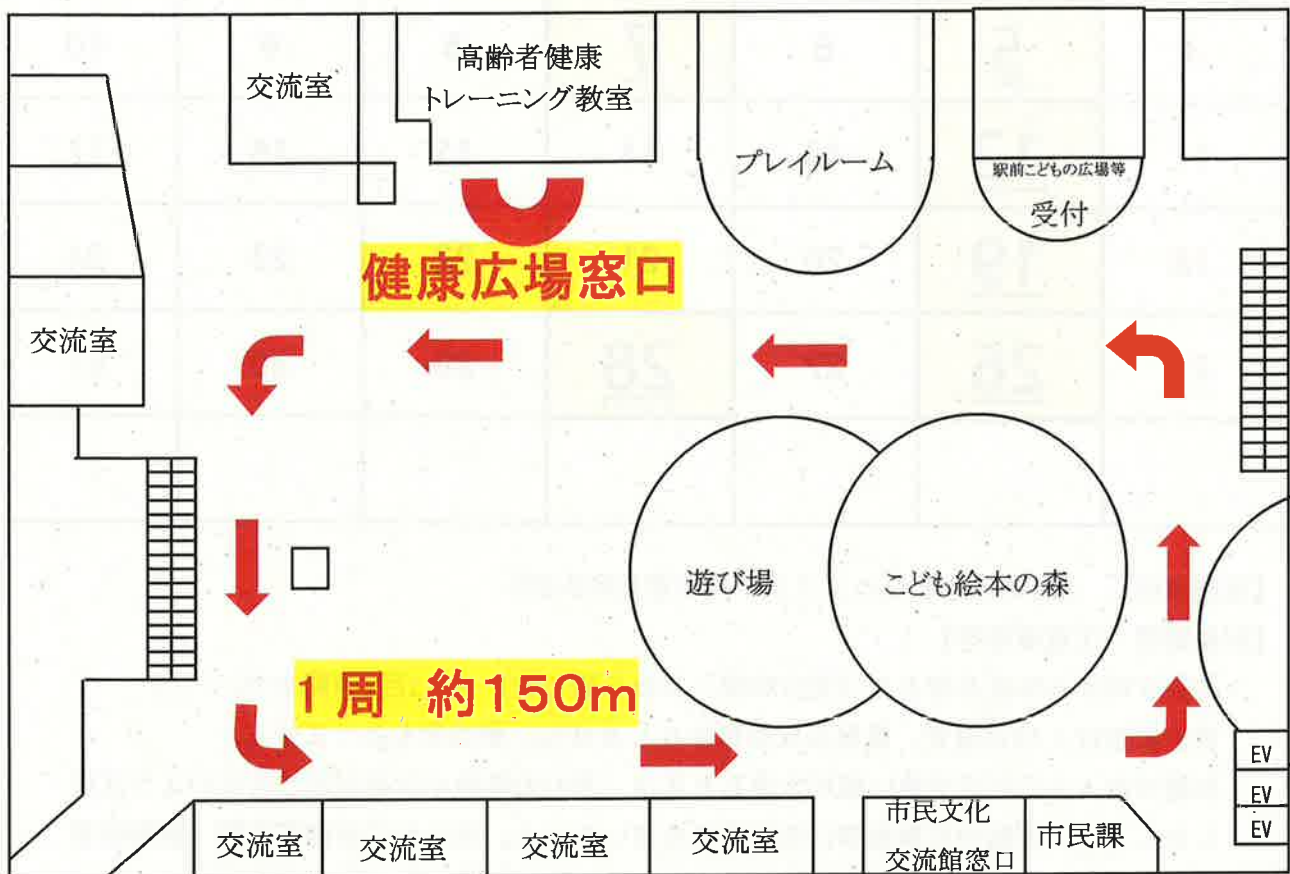 交流室
高齢者健康
トレーニング教室
プレイルーム
駅前こどもの広場等
受付
健康広場窓口
交流室
遊び場
こども絵本の森
1周 約150m
EV
EV
EV
交流室
交流室
交流室
交流室
市民文化
交流館窓口
市民課